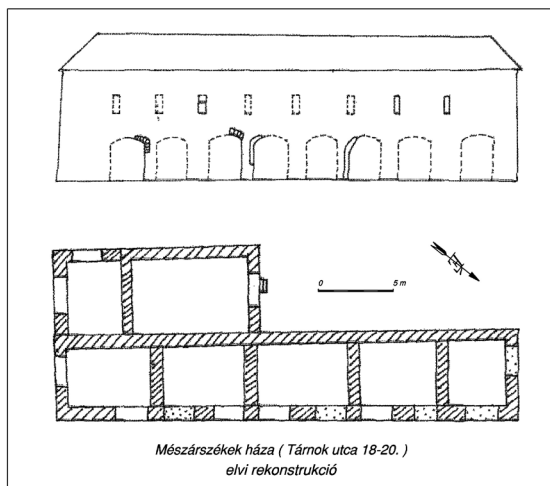 0 5 m
Mészárszékek háza ( Tárnok utca 18-20. )
elvi rekonstrukció